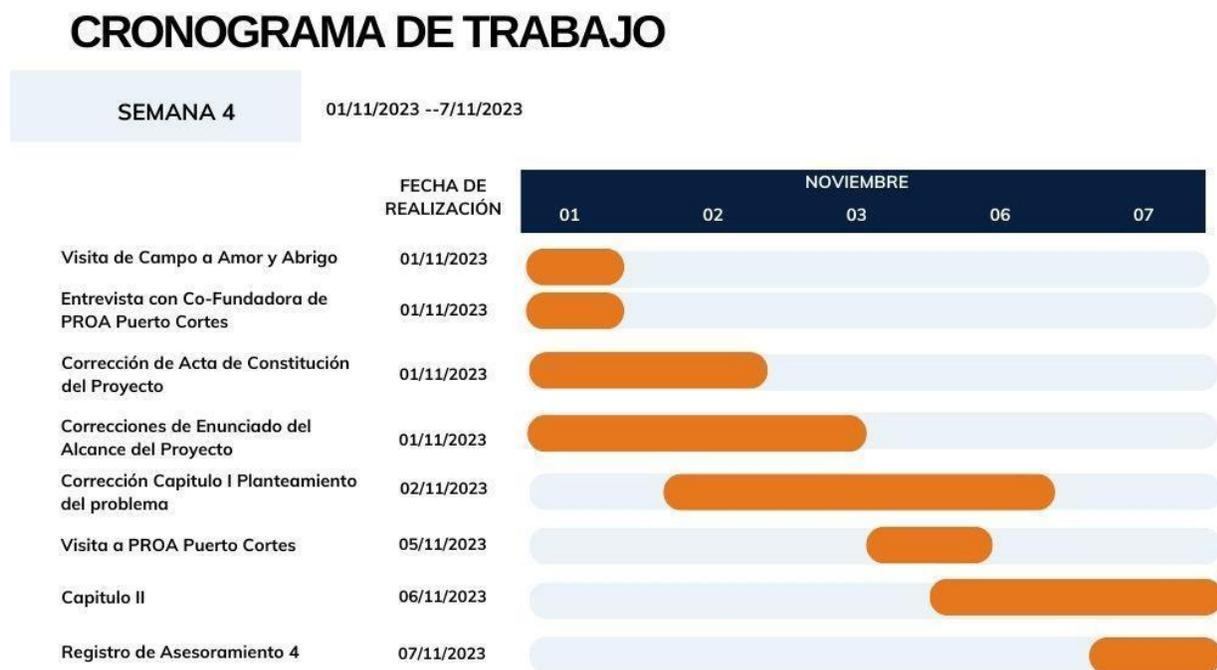 CRONOGRAMA DE TRABAJO
SEMANA 4
01/11/2023 --7/11/2023
FECHA DE
REALIZACIÓN
NOVIEMBRE
01 02 03 06 07
Visita de Campo a Amor y Abrigo 01/11/2023
Entrevista con Co-Fundadora de
PROA Puerto Cortes
01/11/2023
Corrección de Acta de Constitución
del Proyecto
01/11/2023
Correcciones de Enunciado del
Alcance del Proyecto
01/11/2023
Corrección Capitulo I Planteamiento
del problema
02/11/2023
Visita a PROA Puerto Cortes 05/11/2023
Capitulo II 06/11/2023
Registro de Asesoramiento 4 07/11/2023